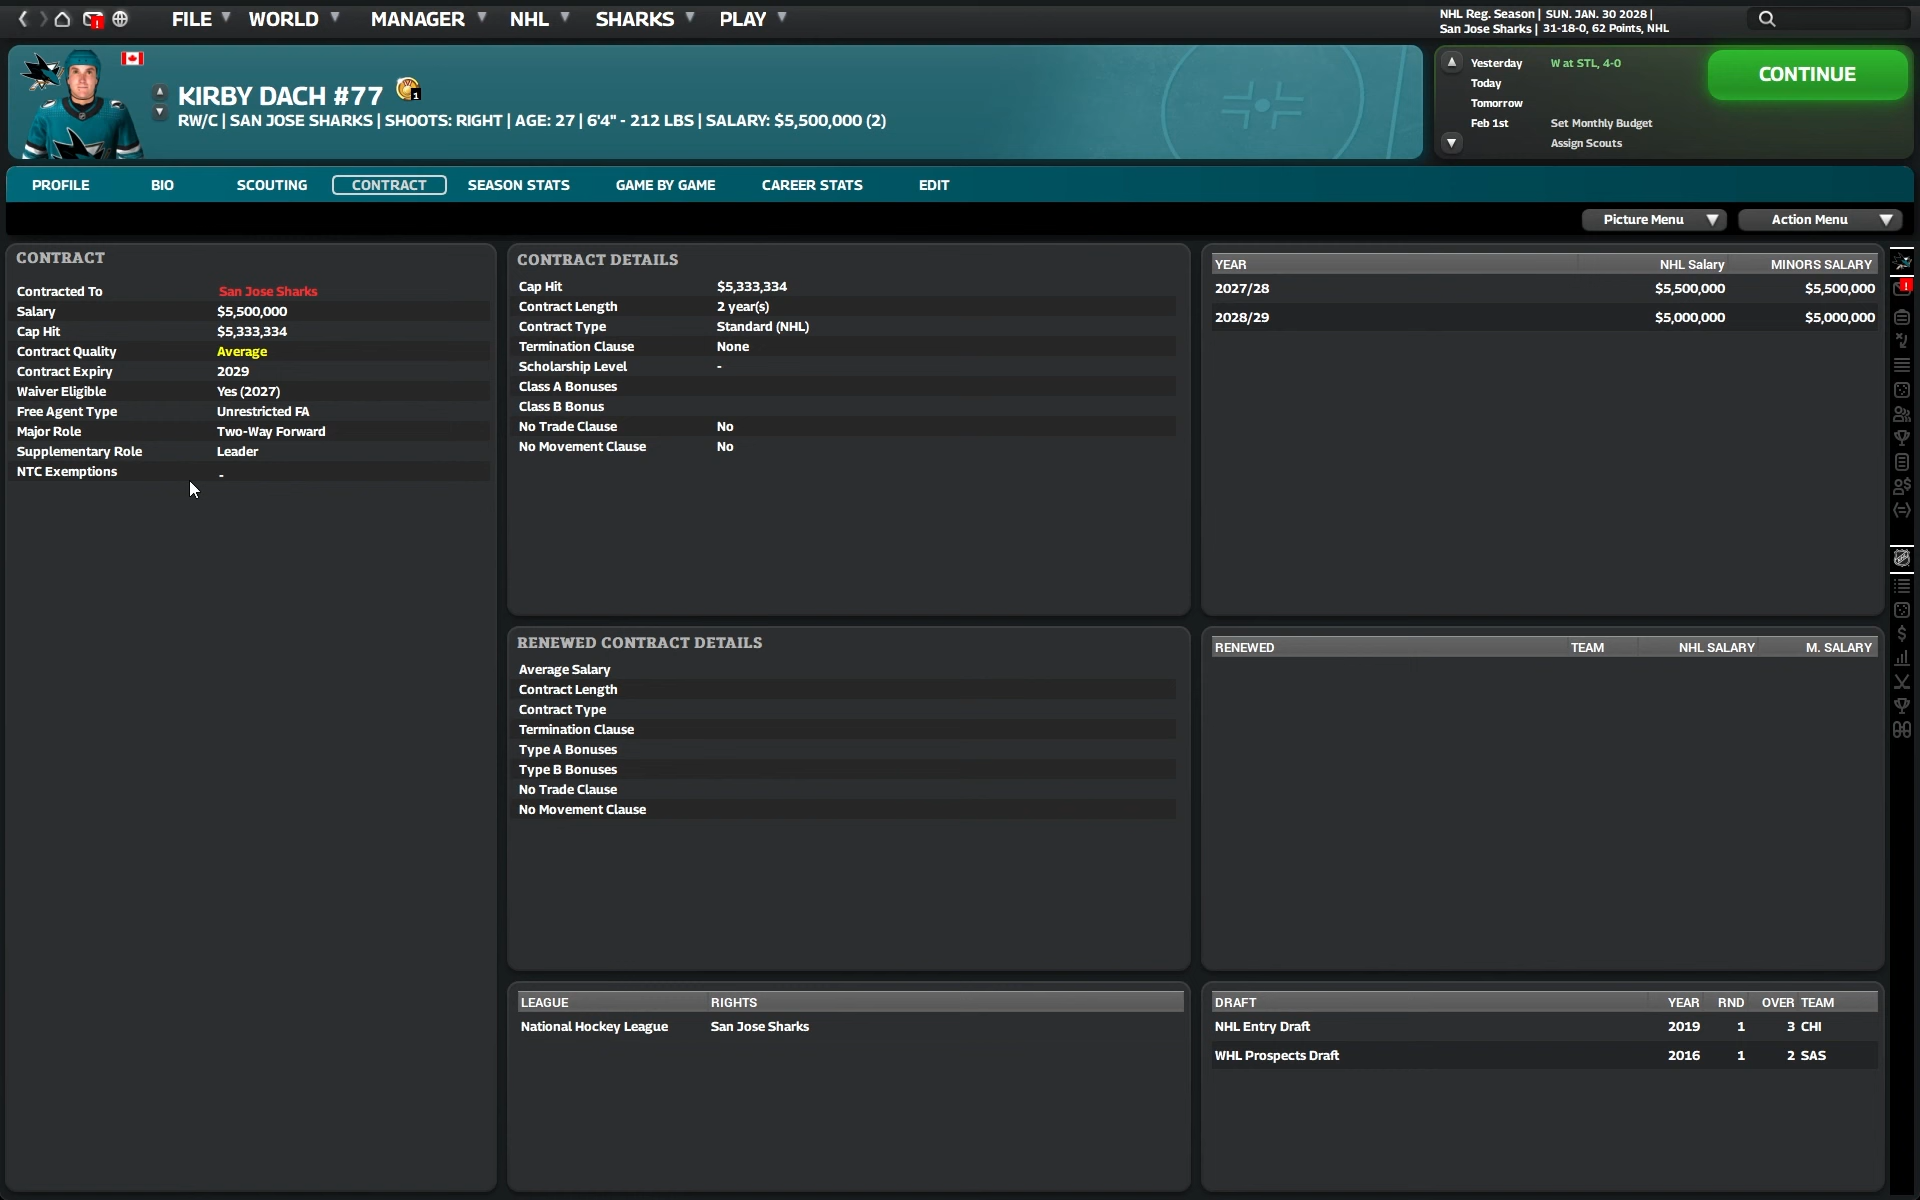 FILE WORLD MANAGER NHL SHARKS PLAY
NHL Reg. Season | SUN. JAN. 30 2028 |
San Jose Sharks | 31-18-0, 62 Points, NHL
KIRBY DACH #77
1
RW/C | SAN JOSE SHARKS | SHOOTS: RIGHT | AGE: 27 | 6'4" - 212 LBS | SALARY: $5,500,000 (2)
Yesterday W at STL, 4-0
Today
Tomorrow
Feb 1st Set Monthly Budget
Assign Scouts
CONTINUE
PROFILE BIO SCOUTING CONTRACT SEASON STATS GAME BY GAME CAREER STATS EDIT
Picture Menu Action Menu
CONTRACT
Contracted To San Jose Sharks
Salary $5,500,000
Cap Hit $5,333,334
Contract Quality Average
Contract Expiry 2029
Waiver Eligible Yes (2027)
Free Agent Type Unrestricted FA
Major Role Two-Way Forward
Supplementary Role Leader
NTC Exemptions -
CONTRACT DETAILS
Cap Hit $5,333,334
Contract Length 2 year(s)
Contract Type Standard (NHL)
Termination Clause None
Scholarship Level -
Class A Bonuses
Class B Bonus
No Trade Clause No
No Movement Clause No
YEAR NHL Salary MINORS SALARY
2027/28 $5,500,000 $5,500,000
2028/29 $5,000,000 $5,000,000
RENEWED CONTRACT DETAILS
Average Salary
Contract Length
Contract Type
Termination Clause
Type A Bonuses
Type B Bonuses
No Trade Clause
No Movement Clause
RENEWED TEAM NHL SALARY M. SALARY
LEAGUE RIGHTS
National Hockey League San Jose Sharks
DRAFT YEAR RND OVER TEAM
NHL Entry Draft 2019 1 3 CHI
WHL Prospects Draft 2016 1 2 SAS